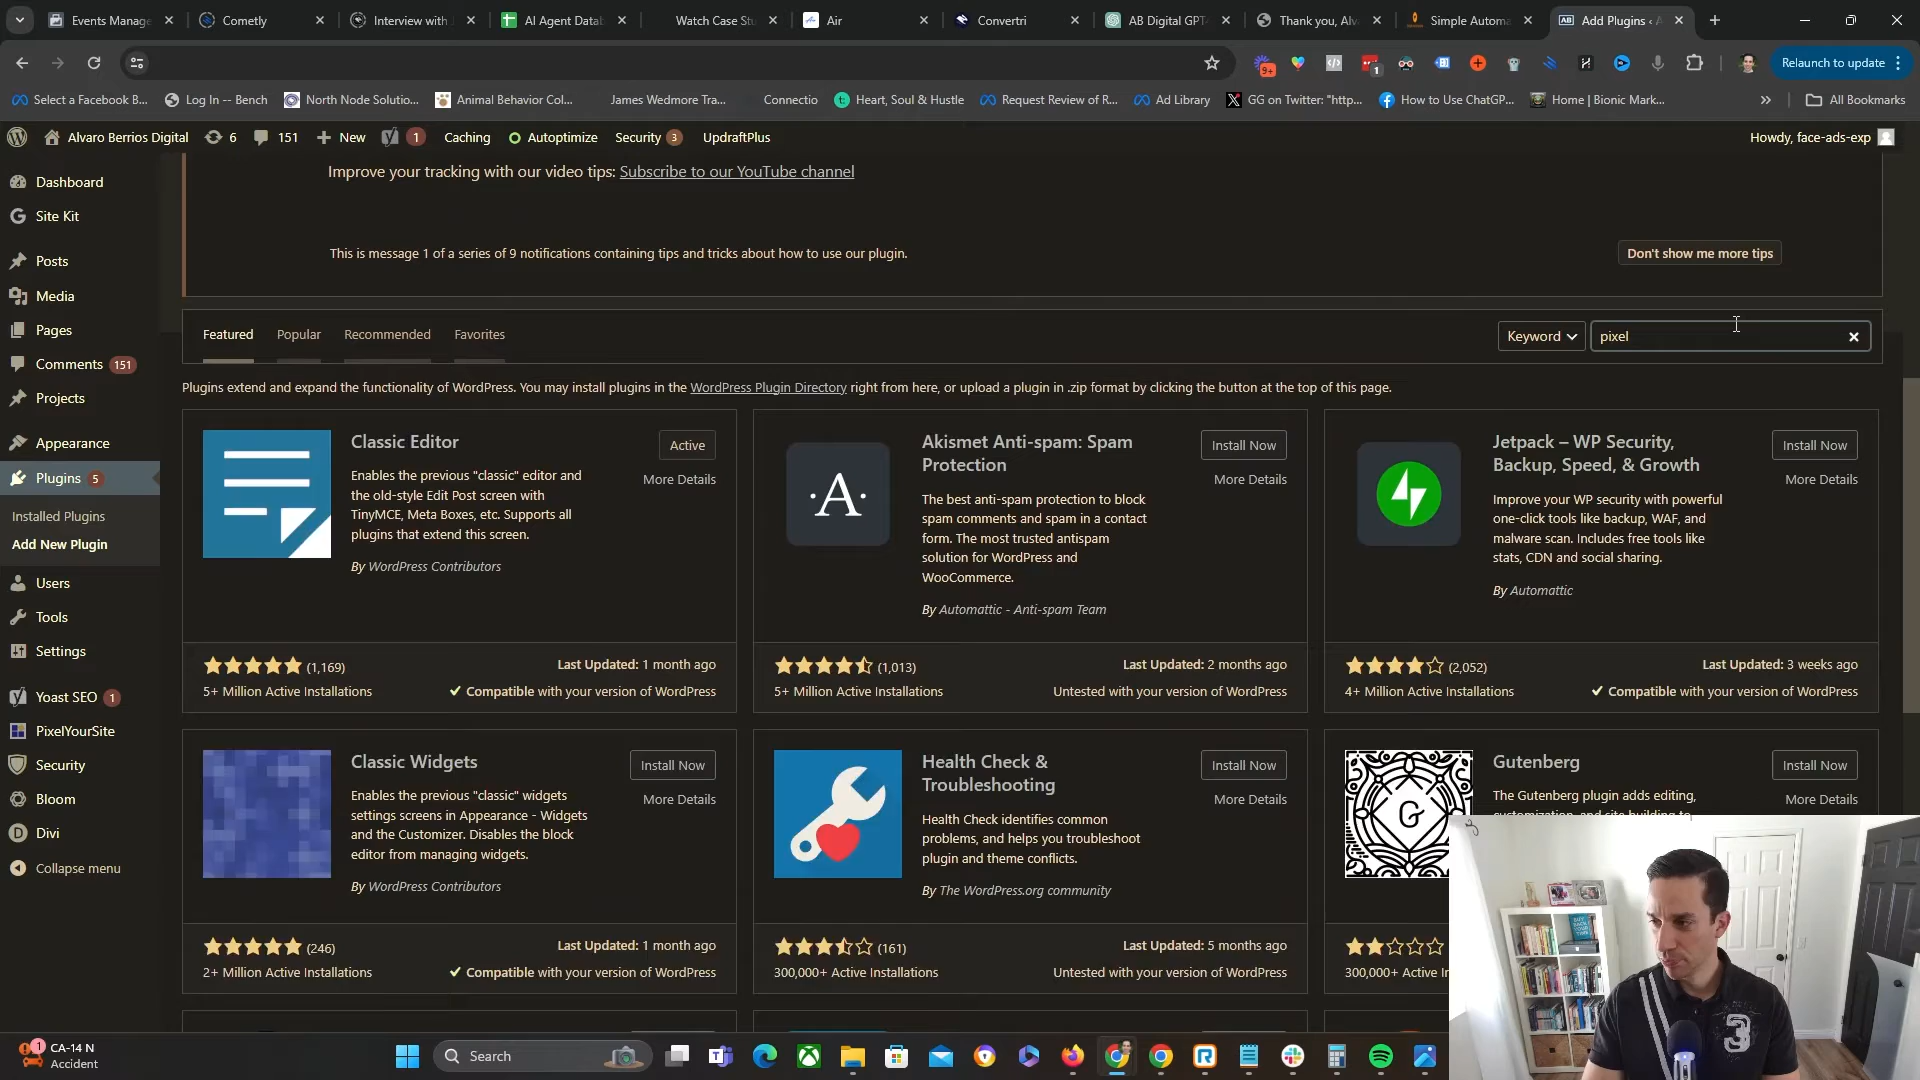 Events Manage
Cometly
Interview with
AI Agent Datab
Watch Case Stu
Air
Convertri
AB Digital GPT
Thank you, Alv
Simple Automa
Add Plugins ‹ A
Relaunch to update
Select a Facebook B...
Log In -- Bench
North Node Solutio...
Animal Behavior Col...
James Wedmore Tra...
Connectio
Heart, Soul & Hustle
Request Review of R...
Ad Library
GG on Twitter: "http...
How to Use ChatGP...
Home | Bionic Mark...
All Bookmarks
Alvaro Berrios Digital
6
151
New
1
Caching
Autoptimize
Security 3
UpdraftPlus
Howdy, face-ads-exp
Dashboard
Site Kit
Posts
Media
Pages
Comments 151
Projects
Appearance
Plugins 5
Installed Plugins
Add New Plugin
Users
Tools
Settings
Yoast SEO 1
PixelYourSite
Security
Bloom
Divi
Collapse menu
Improve your tracking with our video tips: Subscribe to our YouTube channel
This is message 1 of a series of 9 notifications containing tips and tricks about how to use our plugin.
Don't show me more tips
Featured
Popular
Recommended
Favorites
Keyword
pixel
Plugins extend and expand the functionality of WordPress. You may install plugins in the WordPress Plugin Directory right from here, or upload a plugin in .zip format by clicking the button at the top of this page.
Classic Editor
Active
More Details
Enables the previous "classic" editor and
the old-style Edit Post screen with
TinyMCE, Meta Boxes, etc. Supports all
plugins that extend this screen.
By WordPress Contributors
(1,169)
5+ Million Active Installations
Last Updated: 1 month ago
Compatible with your version of WordPress
Akismet Anti-spam: Spam
Protection
Install Now
More Details
The best anti-spam protection to block
spam comments and spam in a contact
form. The most trusted antispam
solution for WordPress and
WooCommerce.
By Automattic - Anti-spam Team
·A·
(1,013)
5+ Million Active Installations
Last Updated: 2 months ago
Untested with your version of WordPress
Jetpack – WP Security,
Backup, Speed, & Growth
Install Now
More Details
Improve your WP security with powerful
one-click tools like backup, WAF, and
malware scan. Includes free tools like
stats, CDN and social sharing.
By Automattic
(2,052)
4+ Million Active Installations
Last Updated: 3 weeks ago
Compatible with your version of WordPress
Classic Widgets
Install Now
More Details
Enables the previous "classic" widgets
settings screens in Appearance - Widgets
and the Customizer. Disables the block
editor from managing widgets.
By WordPress Contributors
(246)
2+ Million Active Installations
Last Updated: 1 month ago
Compatible with your version of WordPress
Health Check &
Troubleshooting
Install Now
More Details
Health Check identifies common
problems, and helps you troubleshoot
plugin and theme conflicts.
By The WordPress.org community
(161)
300,000+ Active Installations
Last Updated: 5 months ago
Untested with your version of WordPress
Gutenberg
Install Now
More Details
The Gutenberg plugin adds editing,
G
300,000+ Active I
3
CA-14 N
Accident
Search